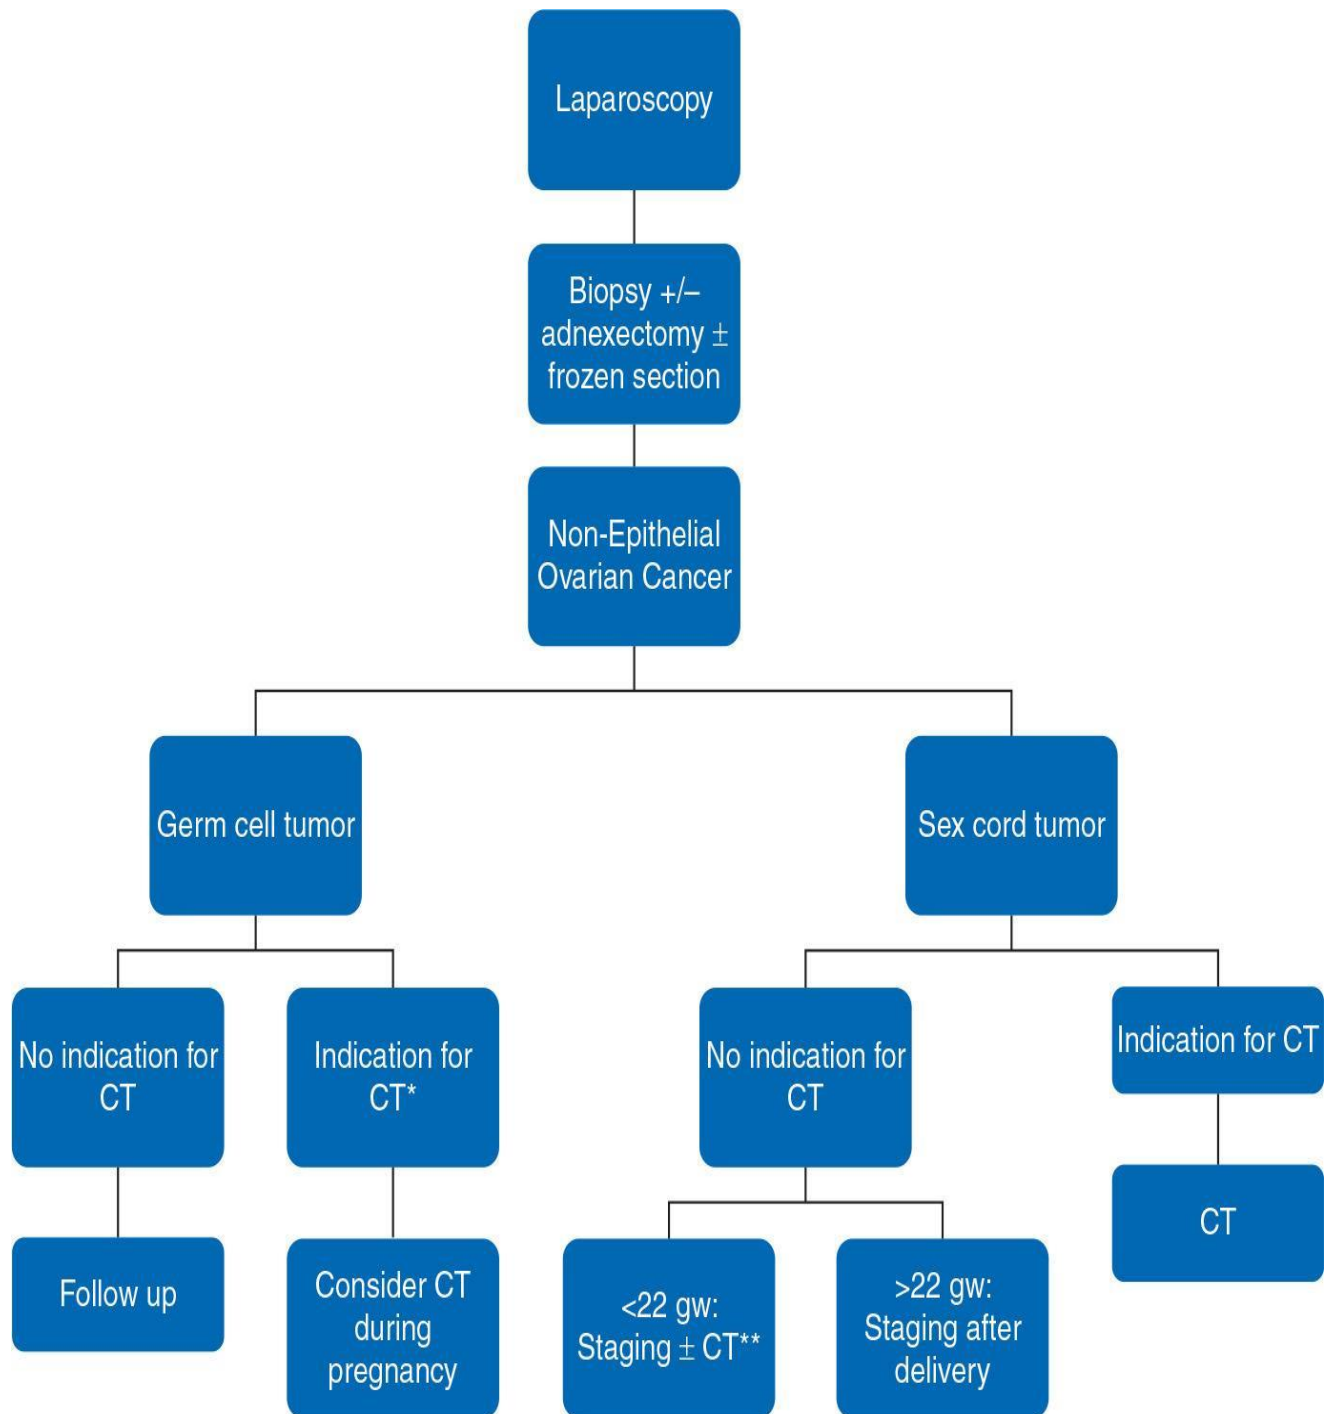 Laparoscopy
Biopsy +/–
adnexectomy ±
frozen section
Non-Epithelial
Ovarian Cancer
Germ cell tumor
Sex cord tumor
No indication for
CT
Indication for
CT*
No indication for
CT
Indication for CT
Follow up
Consider CT
during
pregnancy
<22 gw:
Staging ± CT**
>22 gw:
Staging after
delivery
CT